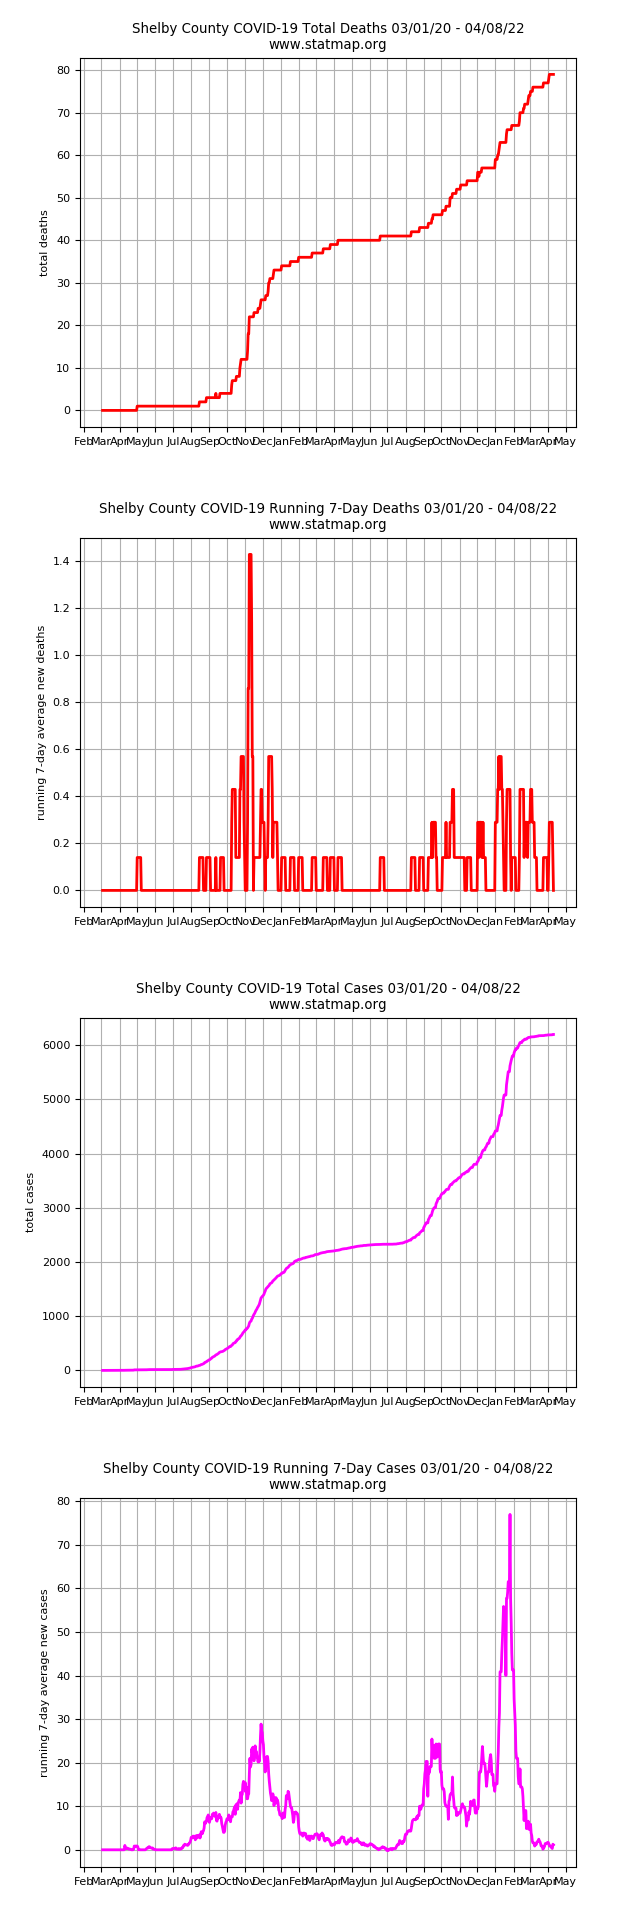 Shelby County COVID-19 Total Deaths 03/01/20 - 04/08/22
www.statmap.org
80
70
60
50
40
30
20
10
0
total deaths
Feb Mar Apr May Jun Jul Aug Sep Oct Nov Dec Jan Feb Mar Apr May Jun Jul Aug Sep Oct Nov Dec Jan Feb Mar Apr May
Shelby County COVID-19 Running 7-Day Deaths 03/01/20 - 04/08/22
www.statmap.org
1.4
1.2
1.0
0.8
0.6
0.4
0.2
0.0
running 7-day average new deaths
Feb Mar Apr May Jun Jul Aug Sep Oct Nov Dec Jan Feb Mar Apr May Jun Jul Aug Sep Oct Nov Dec Jan Feb Mar Apr May
Shelby County COVID-19 Total Cases 03/01/20 - 04/08/22
www.statmap.org
6000
5000
4000
3000
2000
1000
0
total cases
Feb Mar Apr May Jun Jul Aug Sep Oct Nov Dec Jan Feb Mar Apr May Jun Jul Aug Sep Oct Nov Dec Jan Feb Mar Apr May
Shelby County COVID-19 Running 7-Day Cases 03/01/20 - 04/08/22
www.statmap.org
80
70
60
50
40
30
20
10
0
running 7-day average new cases
Feb Mar Apr May Jun Jul Aug Sep Oct Nov Dec Jan Feb Mar Apr May Jun Jul Aug Sep Oct Nov Dec Jan Feb Mar Apr May